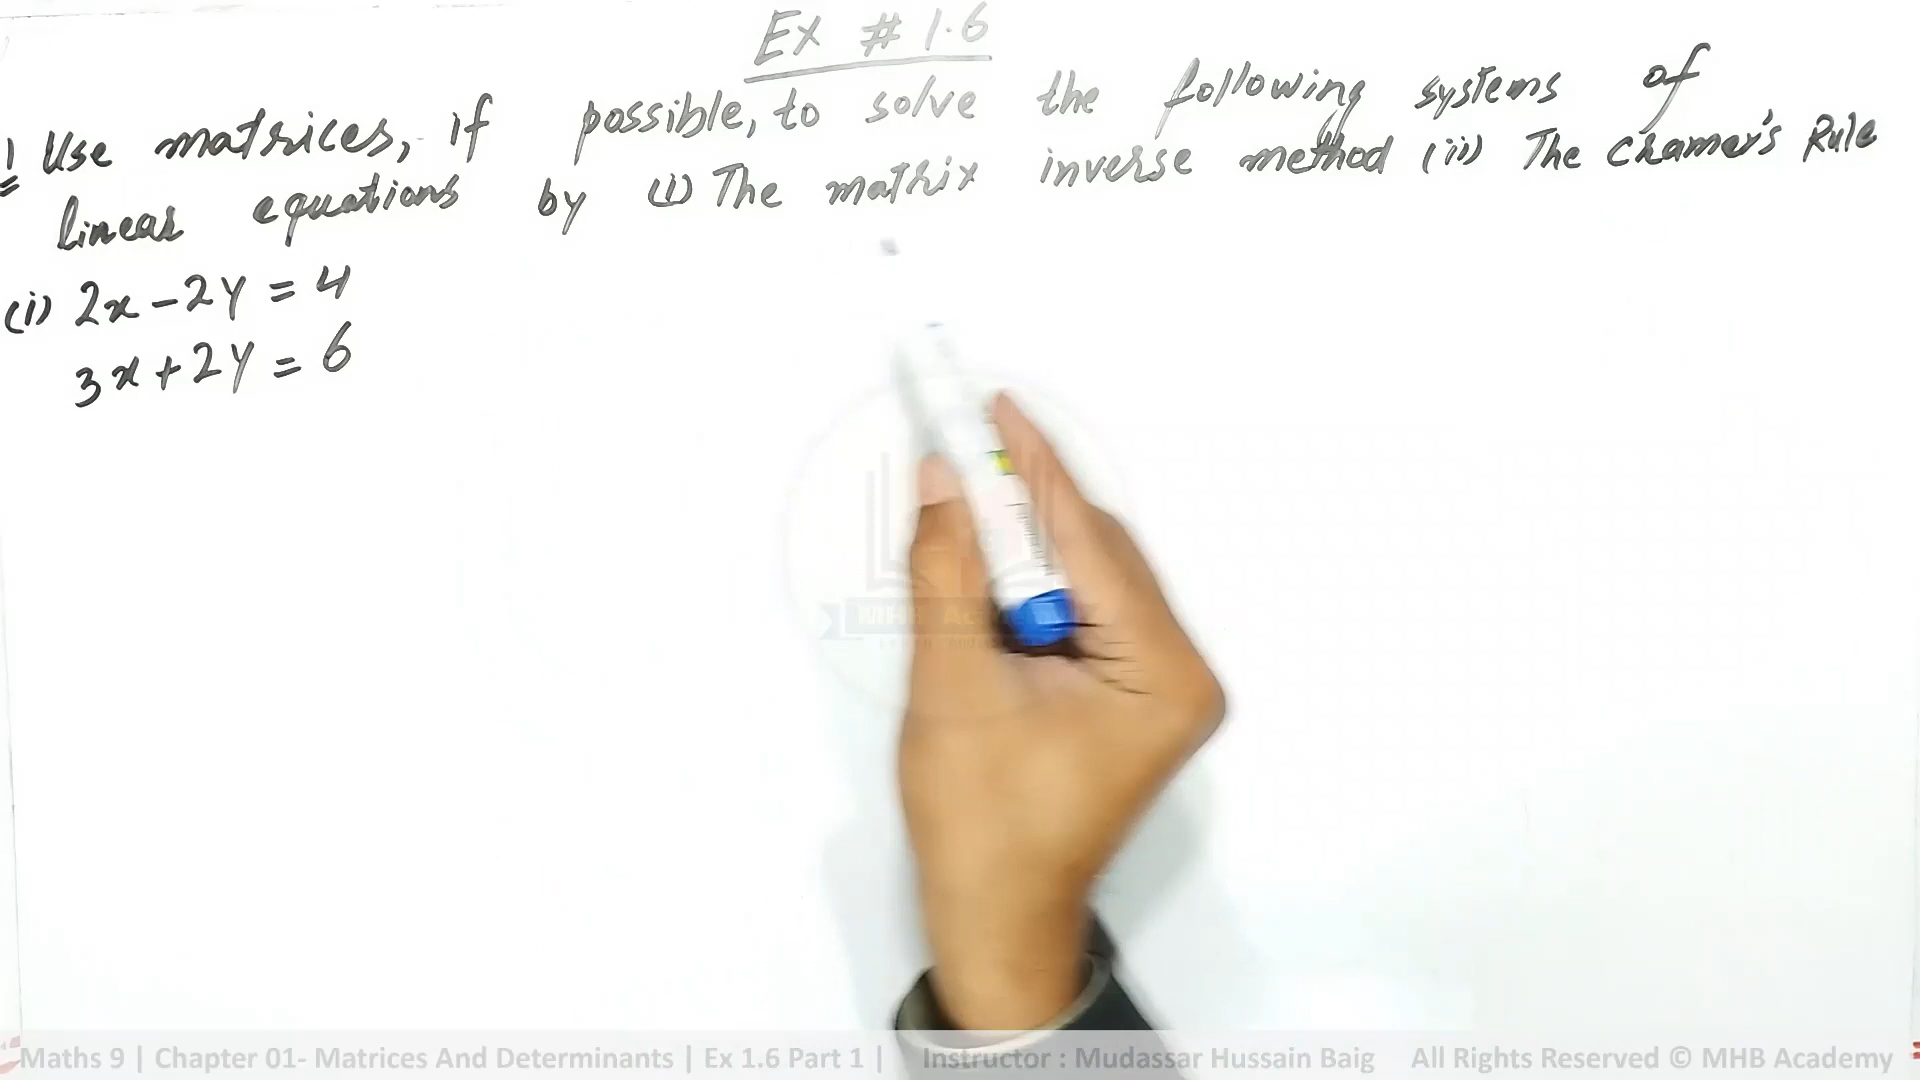 Ex # 1.6
1 Use matrices, if possible, to solve the following systems of
linear equations by (i) The matrix inverse method (ii) The cramer's Rule
(i) 2x - 2y = 4
3x + 2y = 6
Maths 9 | Chapter 01- Matrices And Determinants | Ex 1.6 Part 1 | Instructor : Mudassar Hussain Baig All Rights Reserved © MHB Academy